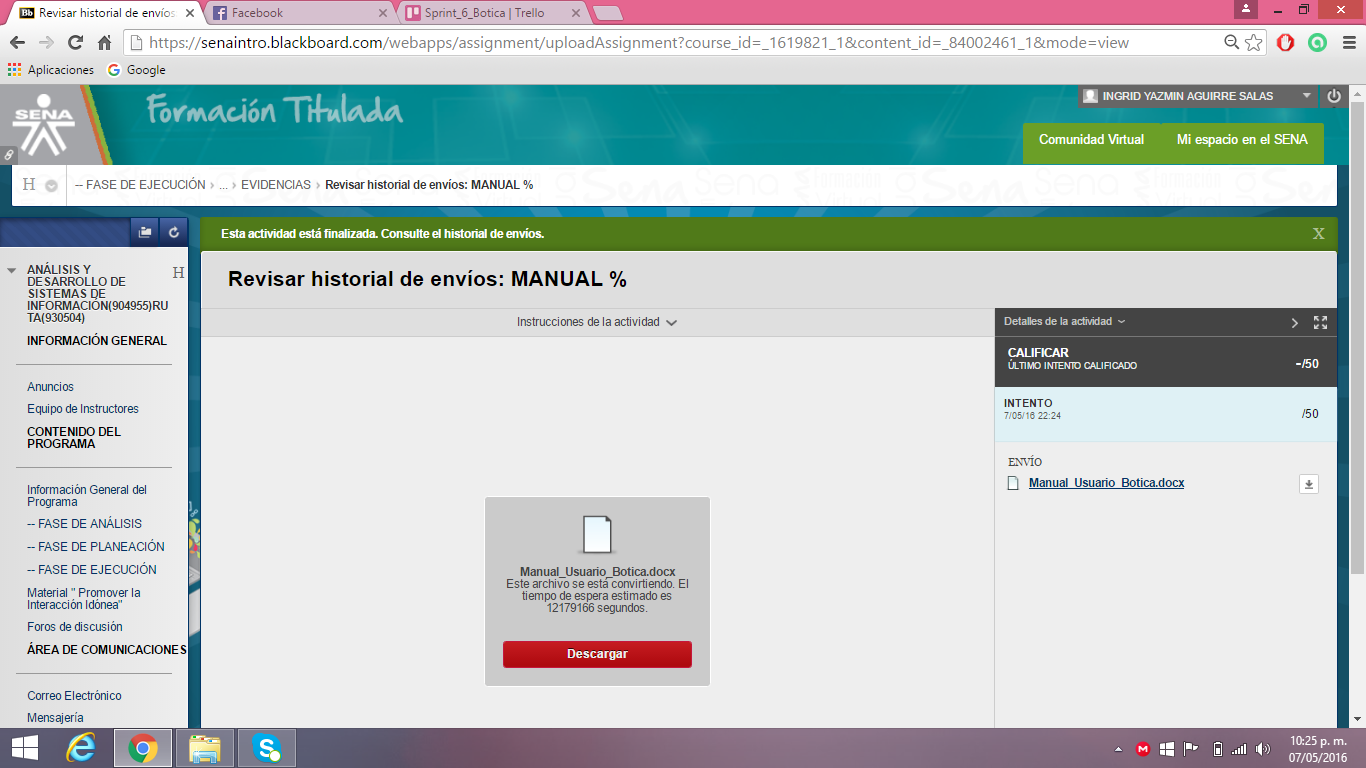 Revisar historial de envíos
Facebook
Sprint_6_Botica | Trello
https://senaintro.blackboard.com/webapps/assignment/uploadAssignment?course_id=_1619821_1&content_id=_84002461_1&mode=view
Aplicaciones
Google
SENA
Formación Titulada
INGRID YAZMIN AGUIRRE SALAS
Comunidad Virtual
Mi espacio en el SENA
-- FASE DE EJECUCIÓN › ... › EVIDENCIAS › Revisar historial de envíos: MANUAL %
Esta actividad está finalizada. Consulte el historial de envíos.
X
ANÁLISIS Y
DESARROLLO DE
SISTEMAS DE
INFORMACIÓN(904955)RU
TA(930504)
INFORMACIÓN GENERAL
Anuncios
Equipo de Instructores
CONTENIDO DEL
PROGRAMA
Información General del
Programa
-- FASE DE ANÁLISIS
-- FASE DE PLANEACIÓN
-- FASE DE EJECUCIÓN
Material " Promover la
Interacción Idónea"
Foros de discusión
ÁREA DE COMUNICACIONES
Correo Electrónico
Mensajería
Revisar historial de envíos: MANUAL %
Instrucciones de la actividad
Manual_Usuario_Botica.docx
Este archivo se está convirtiendo. El
tiempo de espera estimado es
12179166 segundos.
Descargar
Detalles de la actividad
CALIFICAR
ÚLTIMO INTENTO CALIFICADO
-/50
INTENTO
7/05/16 22:24
/50
ENVÍO
Manual_Usuario_Botica.docx
10:25 p. m.
07/05/2016